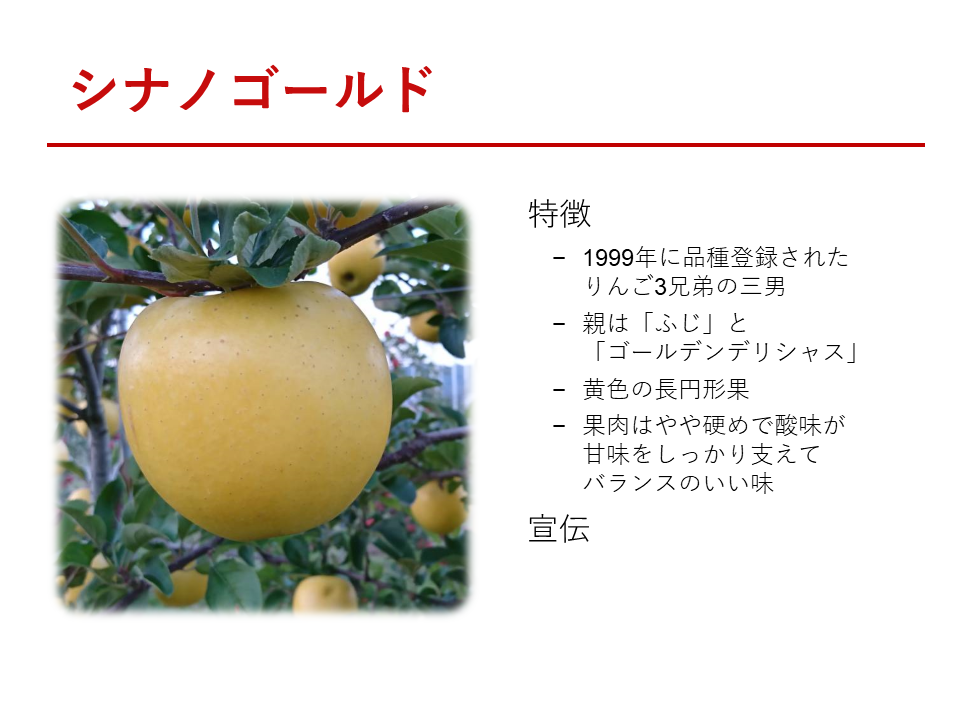 シナノゴールド
特徴
– 1999年に品種登録された
りんご3兄弟の三男
– 親は「ふじ」と
「ゴールデンデリシャス」
– 黄色の長円形果
– 果肉はやや硬めで酸味が
甘味をしっかり支えて
バランスのいい味
宣伝